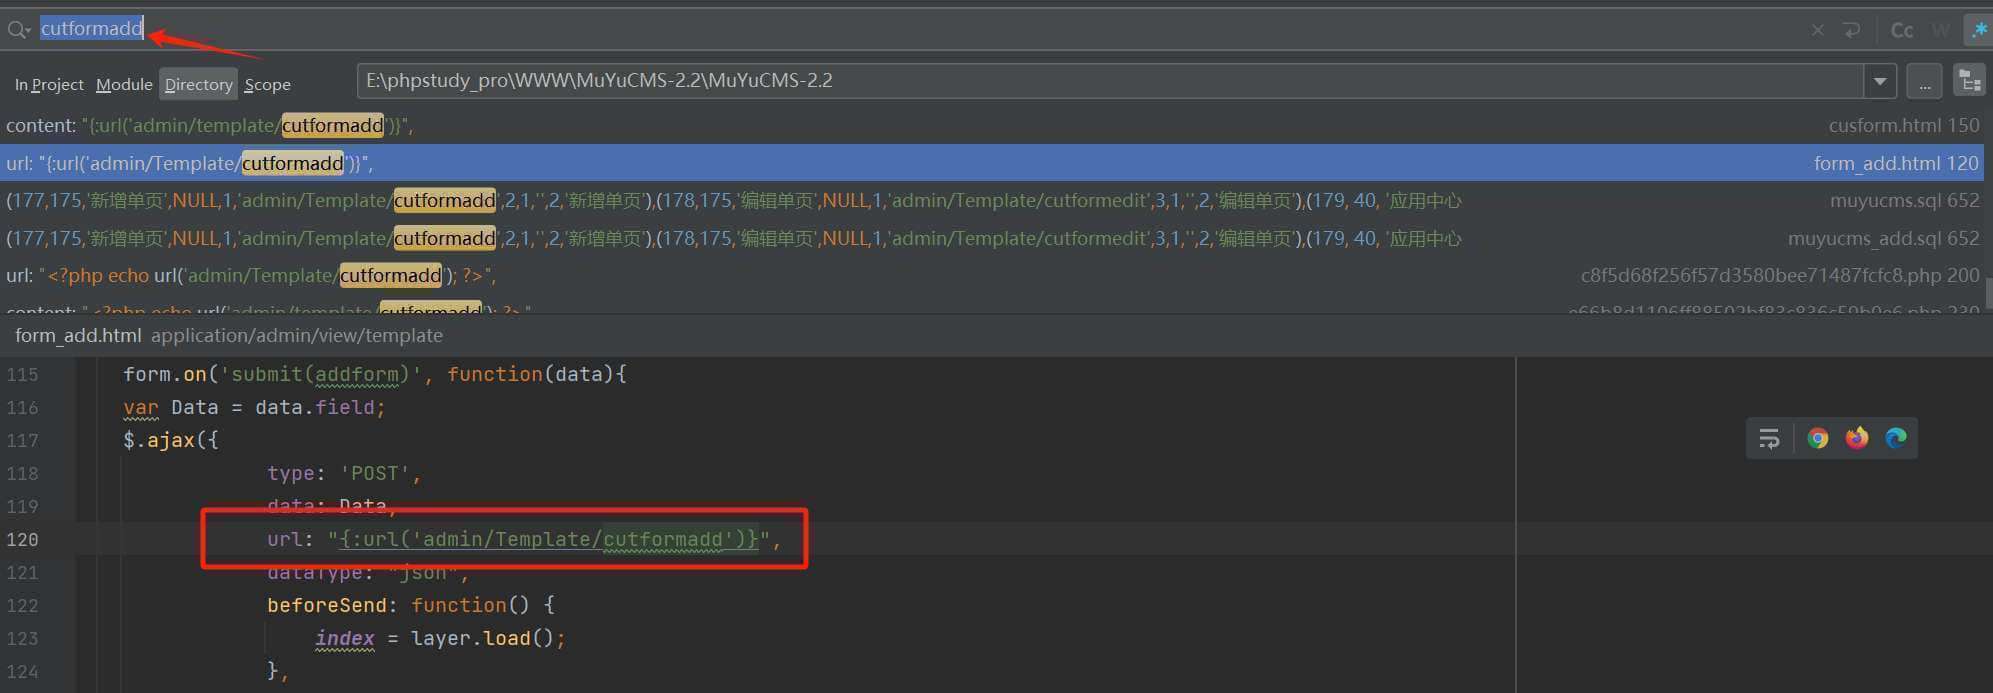 cutformadd
Cc W .*
In Project Module Directory Scope E:\phpstudy_pro\WWW\MuYuCMS-2.2\MuYuCMS-2.2 ...
content: "{:url('admin/template/cutformadd')}", cusform.html 150
url: "{:url('admin/Template/cutformadd')}", form_add.html 120
(177,175,'新增单页',NULL,1,'admin/Template/cutformadd',2,1,'',2,'新增单页'),(178,175,'编辑单页',NULL,1,'admin/Template/cutformedit',3,1,'',2,'编辑单页'),(179, 40, '应用中心 muyucms.sql 652
(177,175,'新增单页',NULL,1,'admin/Template/cutformadd',2,1,'',2,'新增单页'),(178,175,'编辑单页',NULL,1,'admin/Template/cutformedit',3,1,'',2,'编辑单页'),(179, 40, '应用中心 muyucms_add.sql 652
url: "<?php echo url('admin/Template/cutformadd'); ?>", c8f5d68f256f57d3580bee71487fcfc8.php 200
content: "<?php echo url('admin/template/cutformadd'); ?>"
form_add.html application/admin/view/template
115 form.on('submit(addform)', function(data){
116 var Data = data.field;
117 $.ajax({
118 type: 'POST',
119 data: Data,
120 url: "{:url('admin/Template/cutformadd')}",
121 dataType: "json",
122 beforeSend: function() {
123 index = layer.load();
124 },